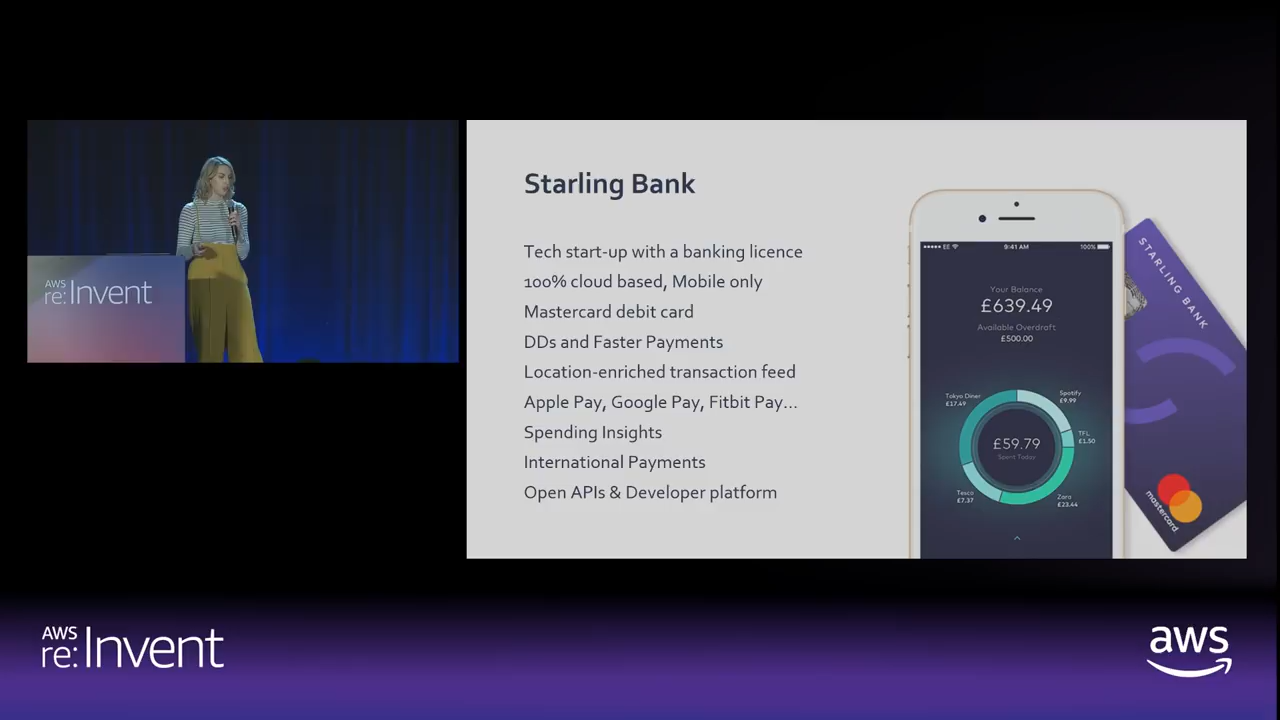 AWS
re:Invent
Starling Bank
Tech start-up with a banking licence
100% cloud based, Mobile only
Mastercard debit card
DDs and Faster Payments
Location-enriched transaction feed
Apple Pay, Google Pay, Fitbit Pay...
Spending Insights
International Payments
Open APIs & Developer platform
EE 9:41 AM 100%
Your Balance
£639.49
Available Overdraft
£500.00
Tokyo Diner
£17.49
Spotify
£9.99
TFL
£1.50
£59.79
Spent Today
Tesco
£7.37
Zara
£23.44
STARLING BANK
mastercard
AWS
re:Invent
aws